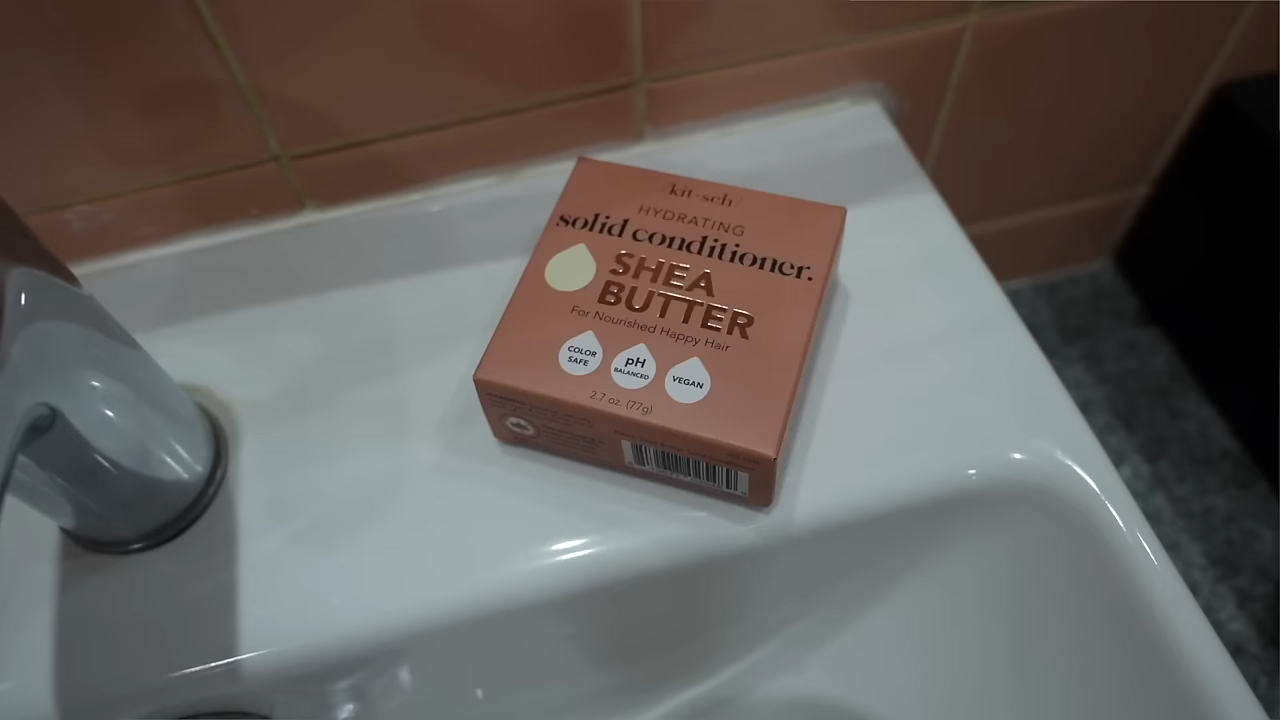 /kit·sch/
HYDRATING
solid conditioner.
SHEA
BUTTER
For Nourished Happy Hair
COLOR
SAFE
pH
BALANCED
VEGAN
2.7 oz. (77g)